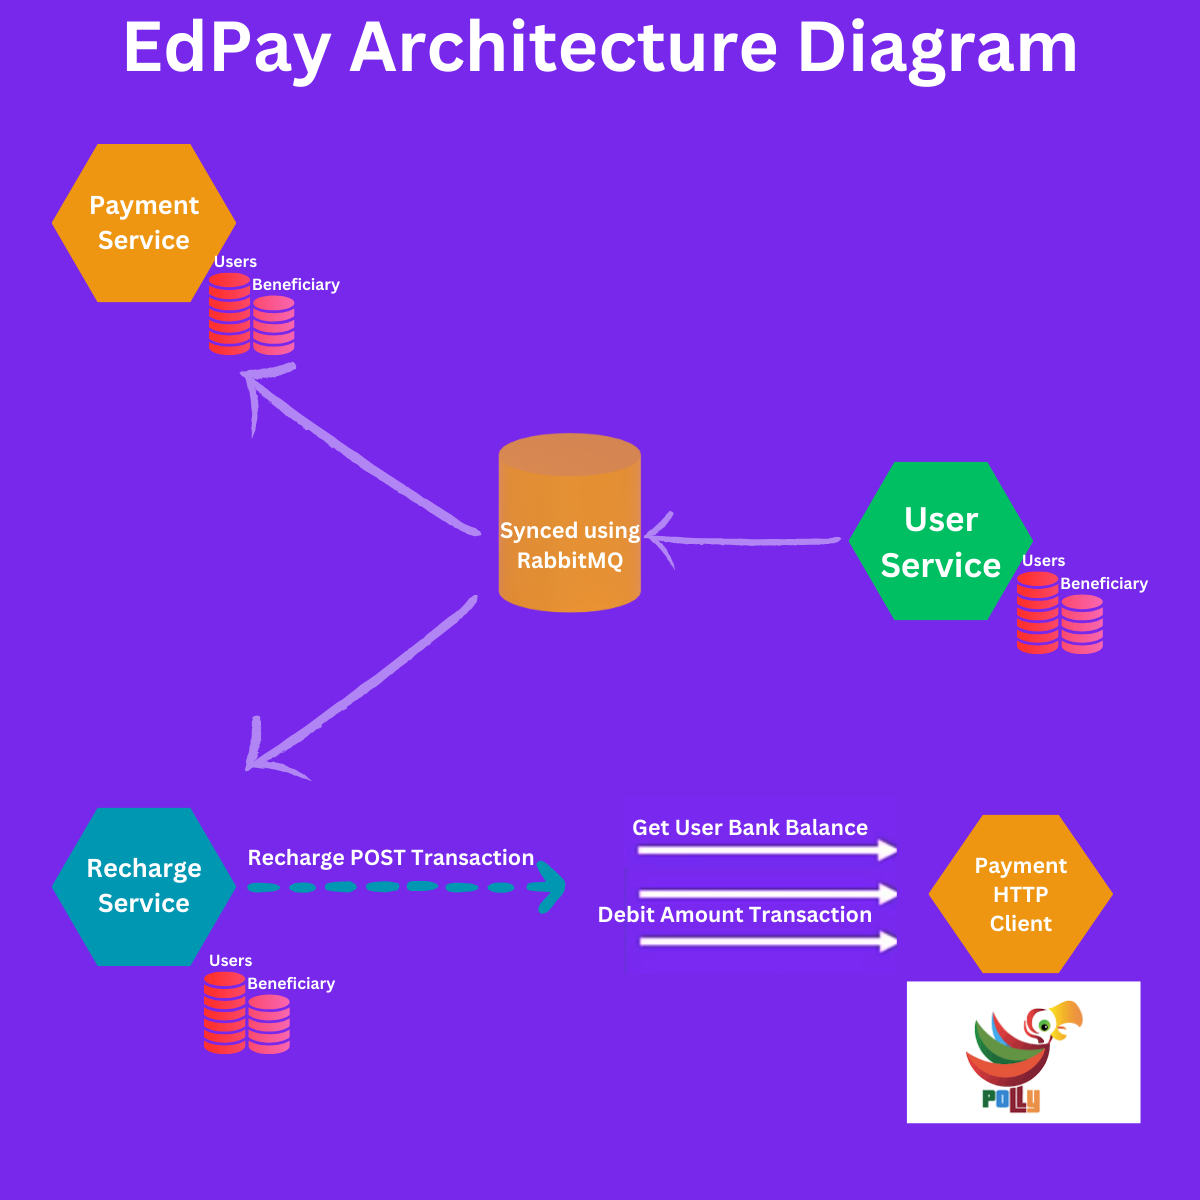 EdPay Architecture Diagram
Payment
Service
Users
Beneficiary
Synced using
RabbitMQ
User
Service
Users
Beneficiary
Recharge
Service
Users
Beneficiary
Recharge POST Transaction
Get User Bank Balance
Debit Amount Transaction
Payment
HTTP
Client
POLLY